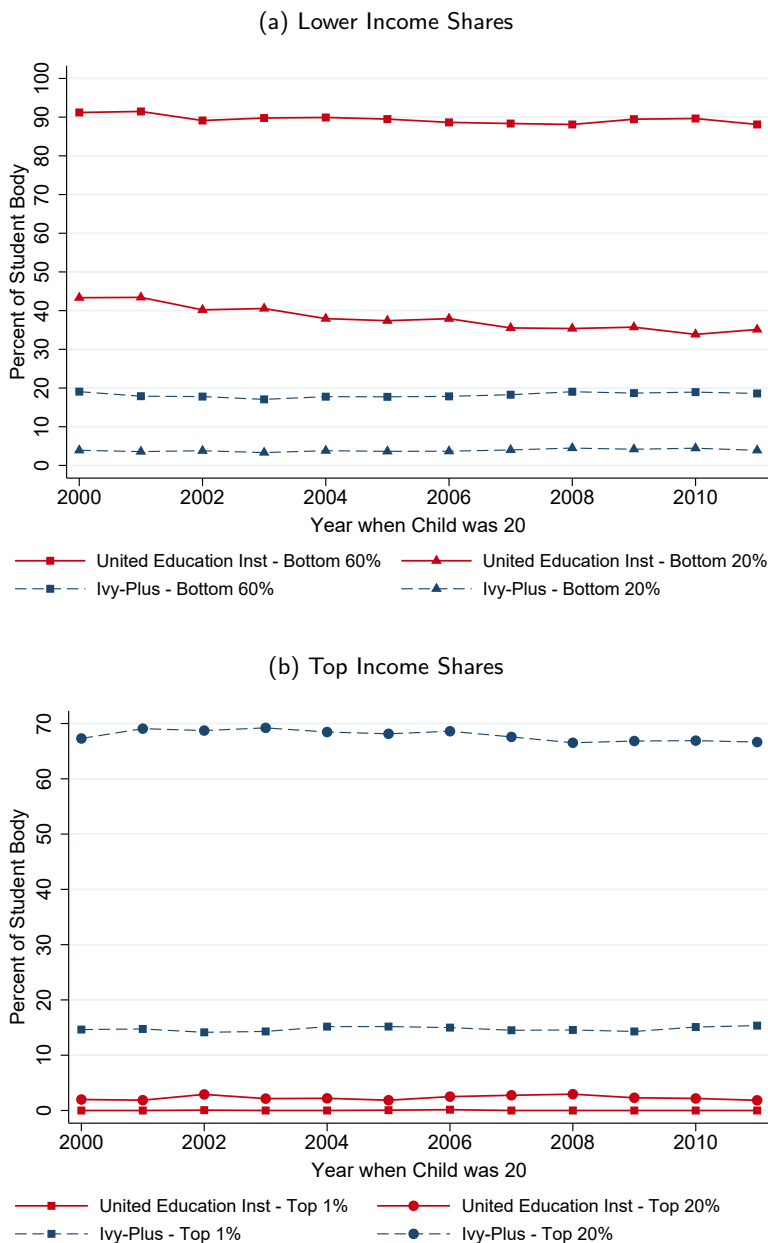 (a) Lower Income Shares
Percent of Student Body
100
90
80
70
60
50
40
30
20
10
0
2000 2002 2004 2006 2008 2010
Year when Child was 20
United Education Inst - Bottom 60% United Education Inst - Bottom 20%
Ivy-Plus - Bottom 60% Ivy-Plus - Bottom 20%
(b) Top Income Shares
Percent of Student Body
70
60
50
40
30
20
10
0
2000 2002 2004 2006 2008 2010
Year when Child was 20
United Education Inst - Top 1% United Education Inst - Top 20%
Ivy-Plus - Top 1% Ivy-Plus - Top 20%